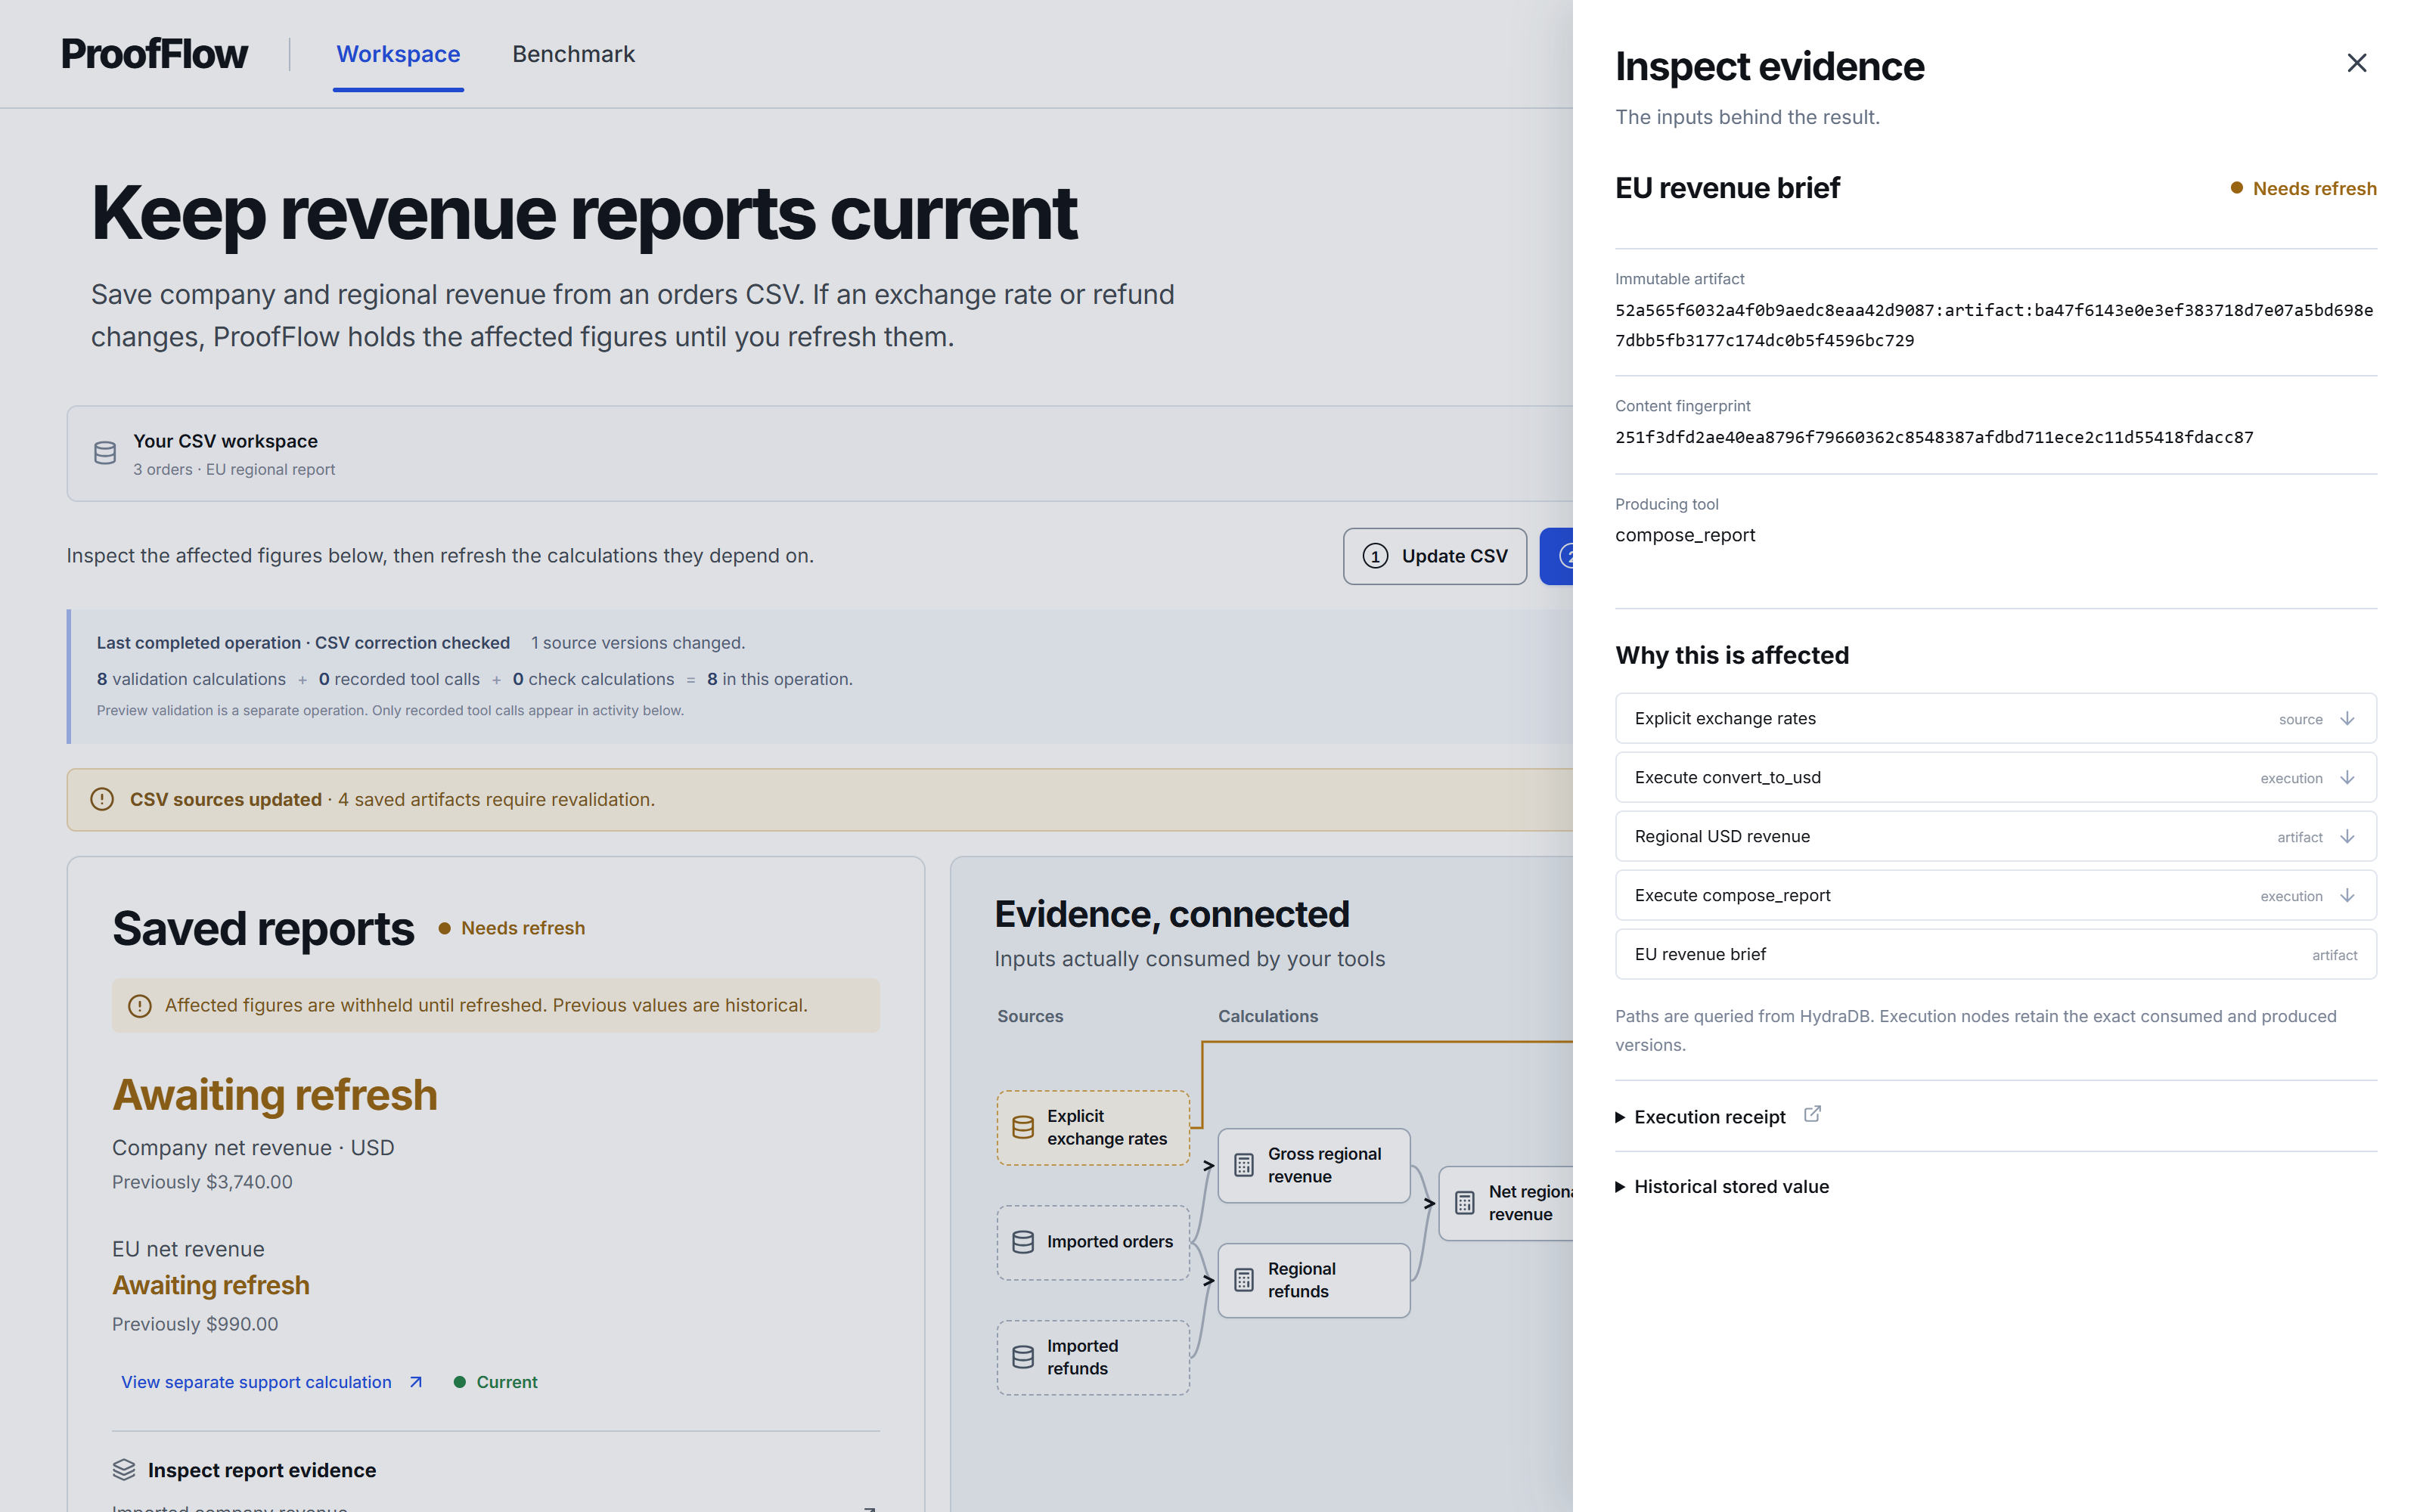 ProofFlow
Workspace
Benchmark
Keep revenue reports current
Save company and regional revenue from an orders CSV. If an exchange rate or refund
changes, ProofFlow holds the affected figures until you refresh them.
Your CSV workspace
3 orders · EU regional report
Inspect the affected figures below, then refresh the calculations they depend on.
1 Update CSV
Last completed operation · CSV correction checked 1 source versions changed.
8 validation calculations + 0 recorded tool calls + 0 check calculations = 8 in this operation.
Preview validation is a separate operation. Only recorded tool calls appear in activity below.
CSV sources updated · 4 saved artifacts require revalidation.
Saved reports
Needs refresh
Affected figures are withheld until refreshed. Previous values are historical.
Awaiting refresh
Company net revenue · USD
Previously $3,740.00
EU net revenue
Awaiting refresh
Previously $990.00
View separate support calculation
Current
Inspect report evidence
Evidence, connected
Inputs actually consumed by your tools
Sources
Calculations
Explicit
exchange rates
Imported orders
Imported
refunds
Gross regional
revenue
Regional
refunds
Net regional
revenue
Inspect evidence
The inputs behind the result.
EU revenue brief
Needs refresh
Immutable artifact
52a565f6032a4f0b9aedc8eaa42d9087:artifact:ba47f6143e0e3ef383718d7e07a5bd698e
7dbb5fb3177c174dc0b5f4596bc729
Content fingerprint
251f3dfd2ae40ea8796f79660362c8548387afdbd711ece2c11d55418fdacc87
Producing tool
compose_report
Why this is affected
Explicit exchange rates source
Execute convert_to_usd execution
Regional USD revenue artifact
Execute compose_report execution
EU revenue brief artifact
Paths are queried from HydraDB. Execution nodes retain the exact consumed and produced
versions.
Execution receipt
Historical stored value